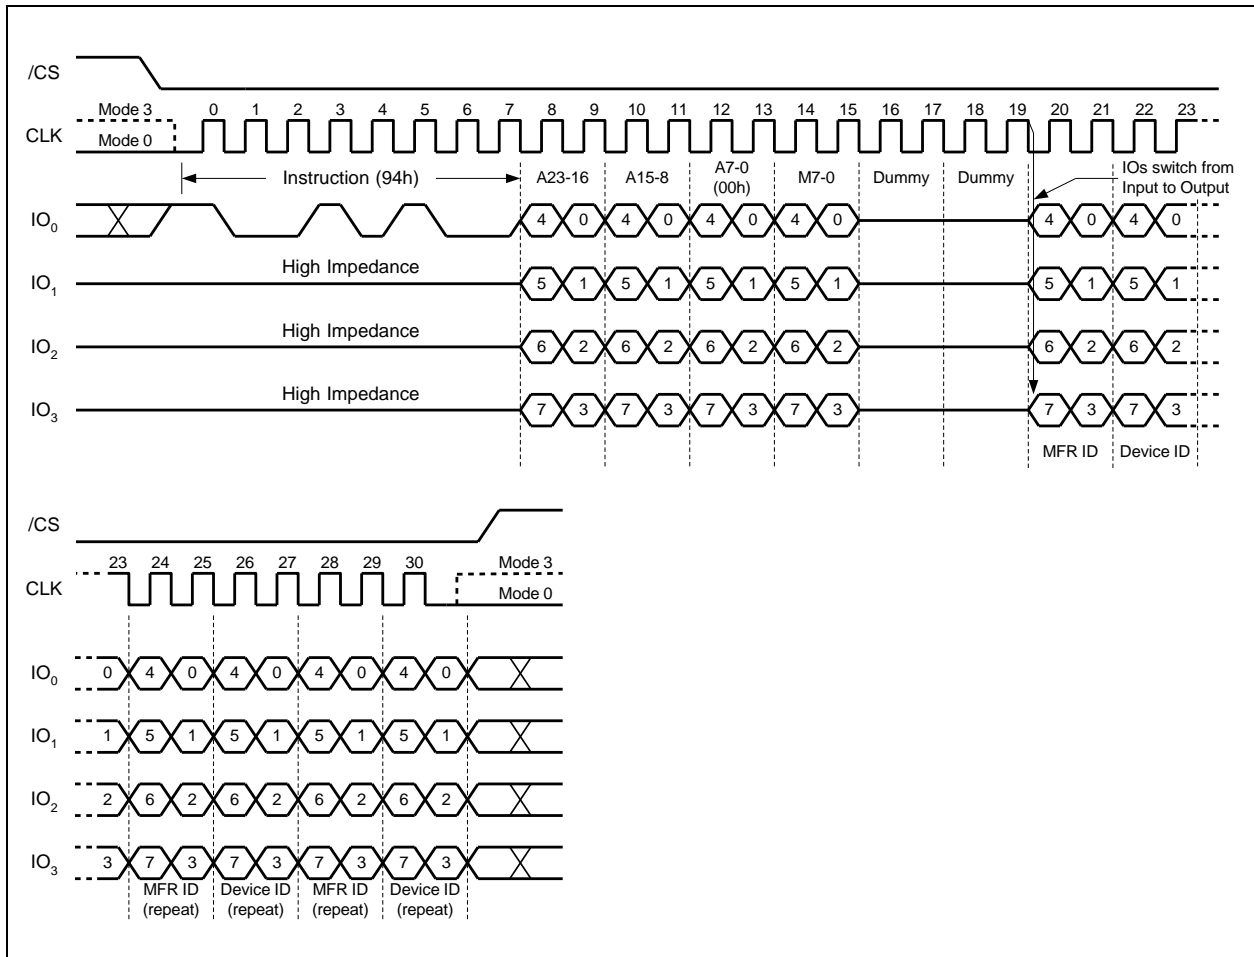 /CS
Mode 3 0 1 2 3 4 5 6 7 8 9 10 11 12 13 14 15 16 17 18 19 20 21 22 23
CLK Mode 0
Instruction (94h) A23-16 A15-8 A7-0 (00h) M7-0 Dummy Dummy IOs switch from Input to Output
IO0 4 0 4 0 4 0 4 0 4 0 4 0
High Impedance
IO1 5 1 5 1 5 1 5 1 5 1 5 1
High Impedance
IO2 6 2 6 2 6 2 6 2 6 2 6 2
High Impedance
IO3 7 3 7 3 7 3 7 3 7 3 7 3
MFR ID Device ID
/CS
23 24 25 26 27 28 29 30 Mode 3
CLK Mode 0
IO0 0 4 0 4 0 4 0 4 0
IO1 1 5 1 5 1 5 1 5 1
IO2 2 6 2 6 2 6 2 6 2
IO3 3 7 3 7 3 7 3 7 3
MFR ID Device ID MFR ID Device ID
(repeat) (repeat) (repeat) (repeat)